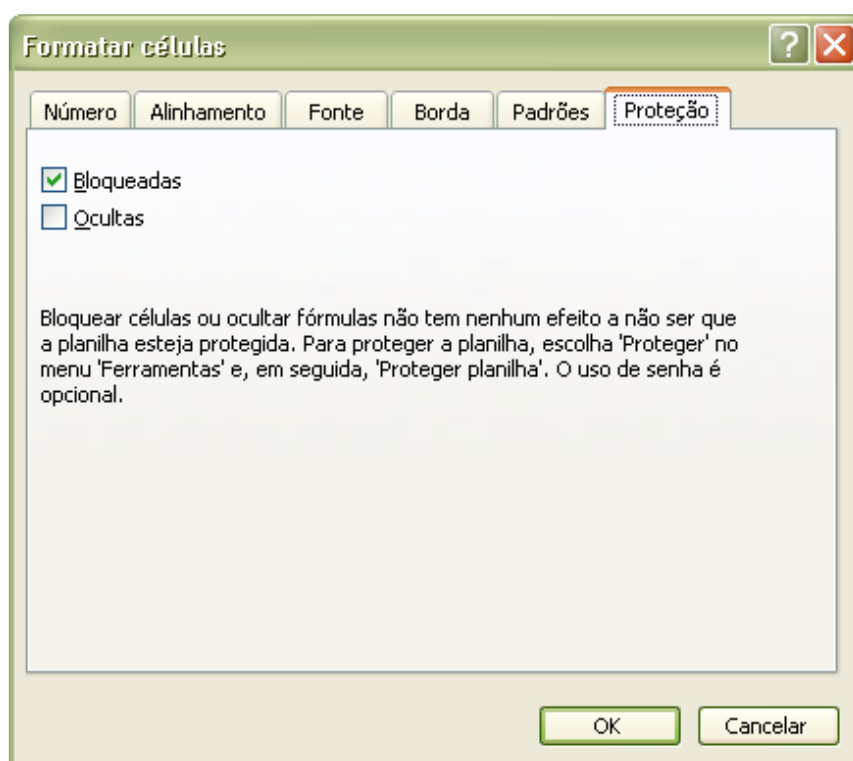 Formatar células
Número Alinhamento Fonte Borda Padrões Proteção
Bloqueadas
Ocultas
Bloquear células ou ocultar fórmulas não tem nenhum efeito a não ser que
a planilha esteja protegida. Para proteger a planilha, escolha 'Proteger' no
menu 'Ferramentas' e, em seguida, 'Proteger planilha'. O uso de senha é
opcional.
OK Cancelar